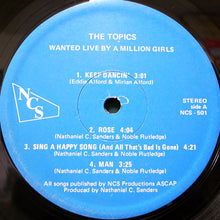 THE TOPICS
WANTED LIVE BY A MILLION GIRLS
1. KEEP DANCIN' 3:01
(Eddie Alford & Mirian Alford)
NCS
STEREO
side A
NCS - 501
2. ROSE 4:04
(Nathaniel C. Sanders & Noble Rutledge)
3. SING A HAPPY SONG (And All That's Bad Is Gone) 4:21
(Nathaniel C. Sanders & Noble Rutledge)
4. MAN 3:25
(Nathaniel C. Sanders & Noble Rutledge)
All songs published by NCS Productions ASCAP
Produced by Nathaniel C. Sanders